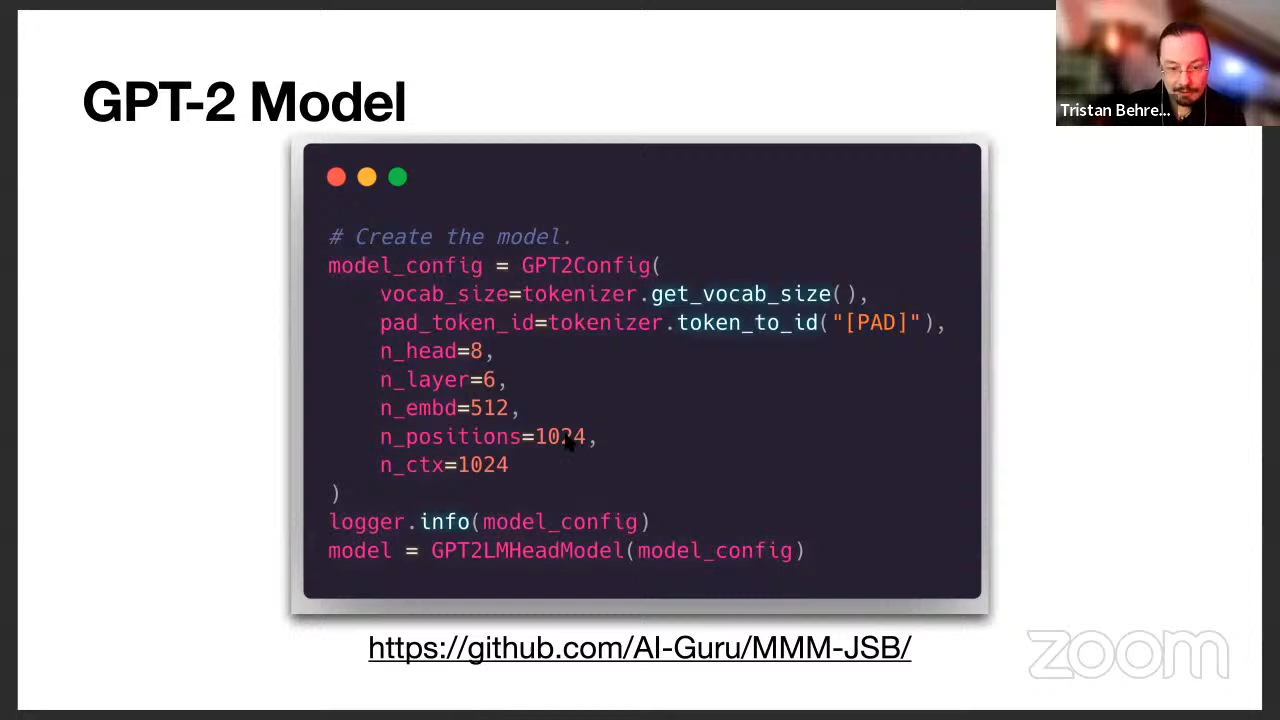 GPT-2 Model
Tristan Behre...
# Create the model.
model_config = GPT2Config(
    vocab_size=tokenizer.get_vocab_size(),
    pad_token_id=tokenizer.token_to_id("[PAD]"),
    n_head=8,
    n_layer=6,
    n_embd=512,
    n_positions=1024,
    n_ctx=1024
)
logger.info(model_config)
model = GPT2LMHeadModel(model_config)
https://github.com/AI-Guru/MMM-JSB/
zoom